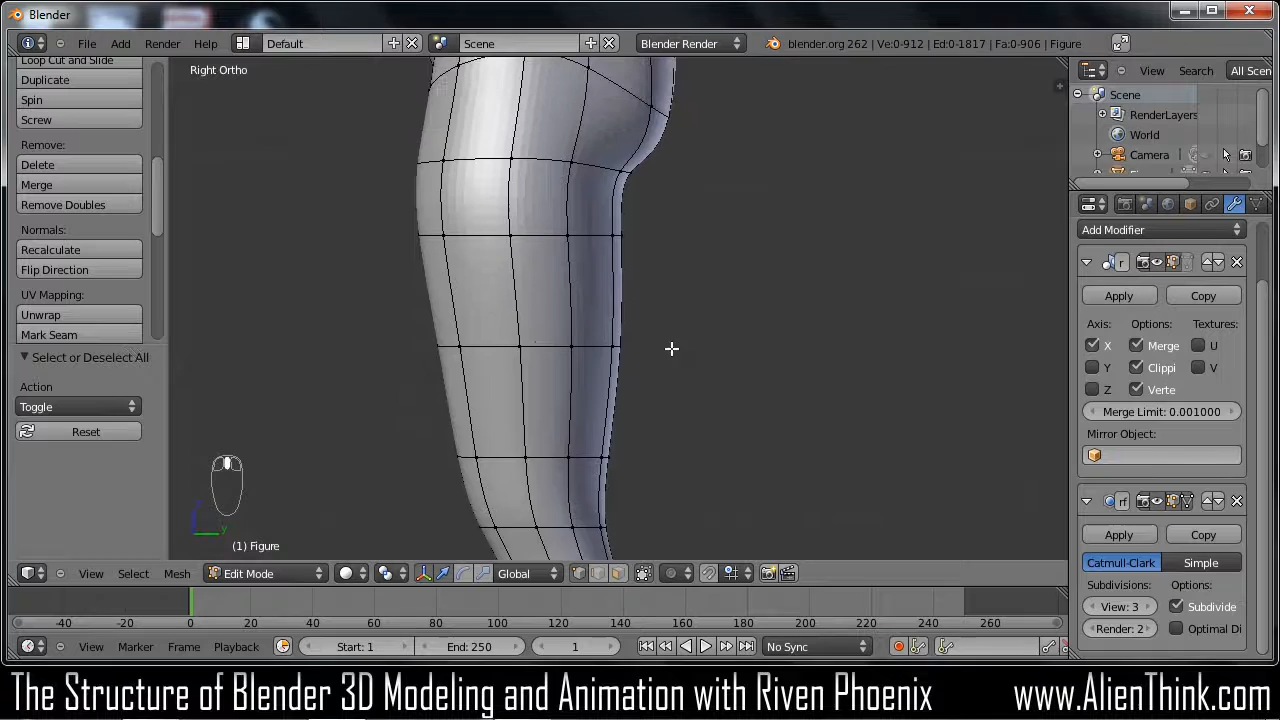 Blender
File Add Render Help Default Scene Blender Render blender.org 262 | Ve:0-912 | Ed:0-1817 | Fa:0-906 | Figure
Loop Cut and Slide
Duplicate
Spin
Screw
Remove:
Delete
Merge
Remove Doubles
Normals:
Recalculate
Flip Direction
UV Mapping:
Unwrap
Mark Seam
Select or Deselect All
Action
Toggle
Reset
Right Ortho
(1) Figure
View Search All Scen
Scene
RenderLayers
World
Camera
Add Modifier
r
Apply Copy
Axis: Options: Textures:
X Merge U
Y Clippi V
Z Verte
Merge Limit: 0.001000
Mirror Object:
rf
Apply Copy
Catmull-Clark Simple
Subdivisions: Options:
View: 3 Subdivide
Render: 2 Optimal Di
View Select Mesh Edit Mode Global
-40 -20 0 20 40 60 80 100 120 140 160 180 200 220 240 260
View Marker Frame Playback Start: 1 End: 250 1 No Sync
The Structure of Blender 3D Modeling and Animation with Riven Phoenix www.AlienThink.com